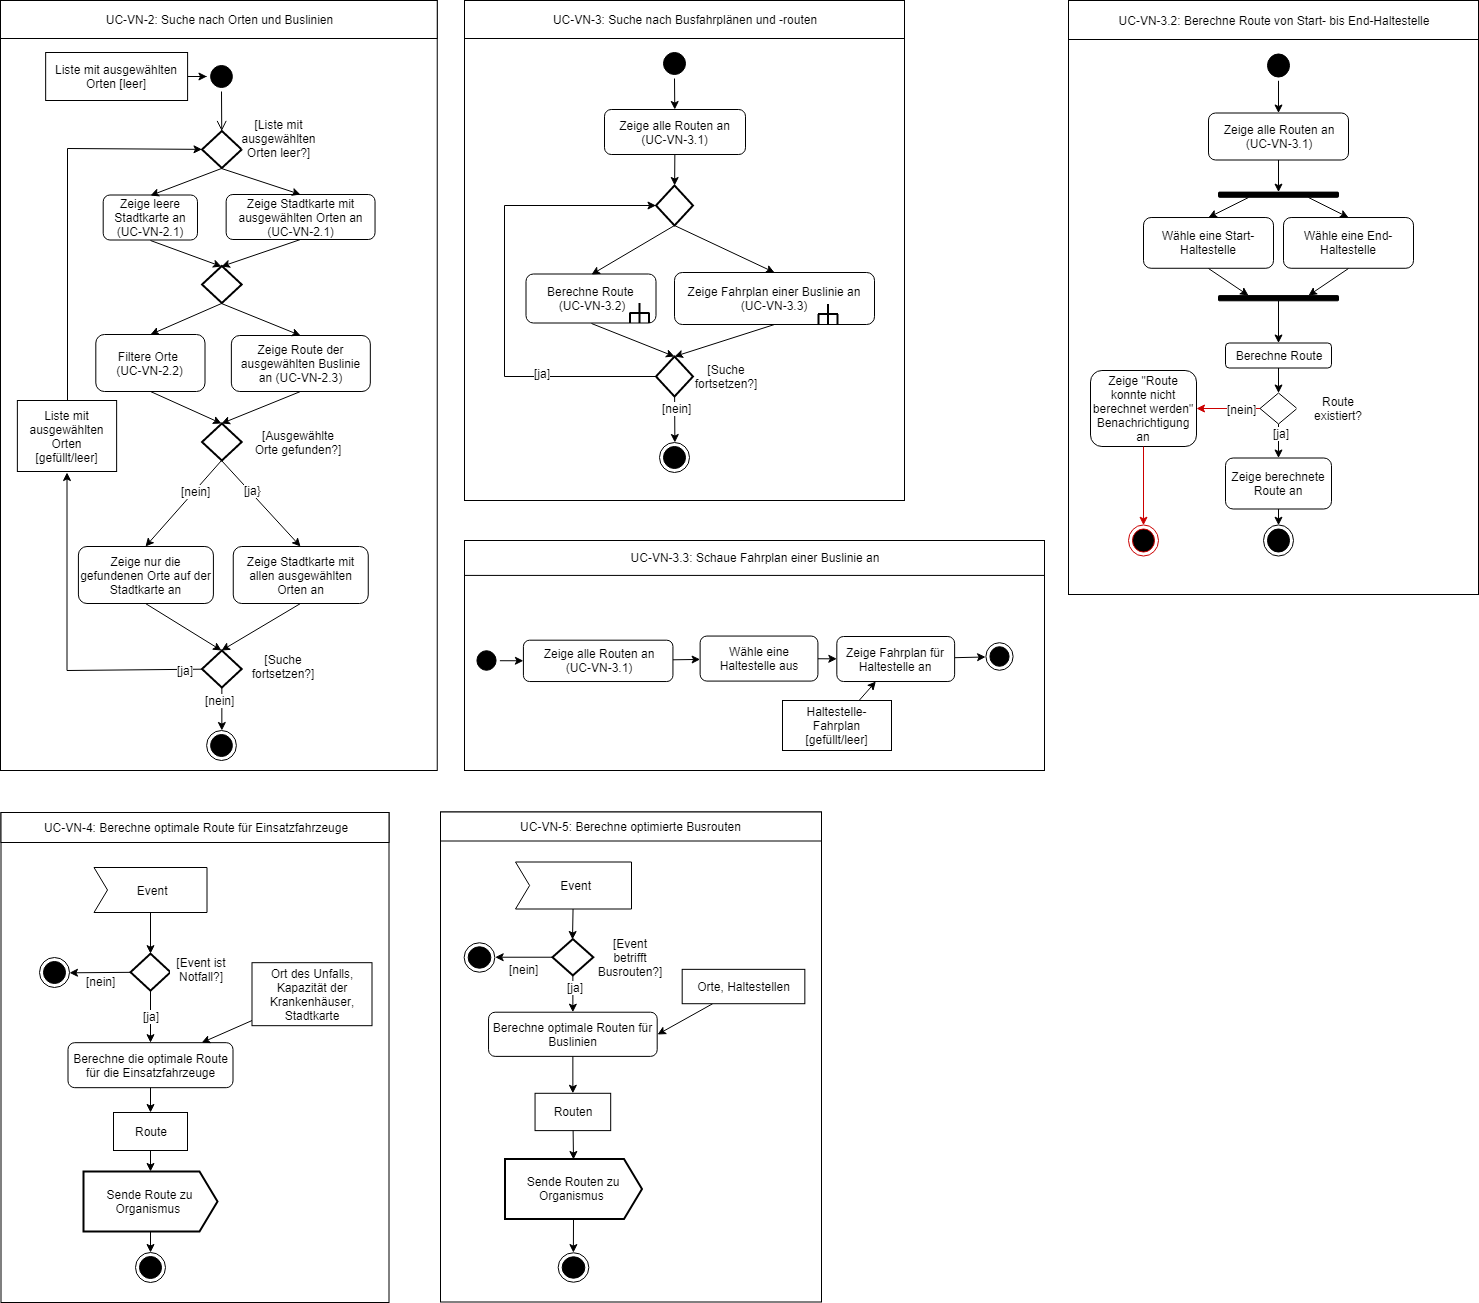 UC-VN-2: Suche nach Orten und Buslinien
Liste mit ausgewählten
Orten [leer]
[Liste mit
ausgewählten
Orten leer?]
Zeige leere
Stadtkarte an
(UC-VN-2.1)
Zeige Stadtkarte mit
ausgewählten Orten an
(UC-VN-2.1)
Filtere Orte
(UC-VN-2.2)
Zeige Route der
ausgewählten Buslinie
an (UC-VN-2.3)
Liste mit
ausgewählten
Orten
[gefüllt/leer]
[Ausgewählte
Orte gefunden?]
[nein]
[ja}
Zeige nur die
gefundenen Orte auf der
Stadtkarte an
Zeige Stadtkarte mit
allen ausgewählten
Orten an
[Suche
fortsetzen?]
[ja]
[nein]
UC-VN-3: Suche nach Busfahrplänen und -routen
Zeige alle Routen an
(UC-VN-3.1)
Berechne Route
(UC-VN-3.2)
Zeige Fahrplan einer Buslinie an
(UC-VN-3.3)
[Suche
fortsetzen?]
[ja]
[nein]
UC-VN-3.2: Berechne Route von Start- bis End-Haltestelle
Zeige alle Routen an
(UC-VN-3.1)
Wähle eine Start-
Haltestelle
Wähle eine End-
Haltestelle
Berechne Route
Zeige "Route
konnte nicht
berechnet werden"
Benachrichtigung
an
[nein]
Route
existiert?
[ja]
Zeige berechnete
Route an
UC-VN-3.3: Schaue Fahrplan einer Buslinie an
Zeige alle Routen an
(UC-VN-3.1)
Wähle eine
Haltestelle aus
Zeige Fahrplan für
Haltestelle an
Haltestelle-
Fahrplan
[gefüllt/leer]
UC-VN-4: Berechne optimale Route für Einsatzfahrzeuge
Event
[Event ist
Notfall?]
[nein]
[ja]
Ort des Unfalls,
Kapazität der
Krankenhäuser,
Stadtkarte
Berechne die optimale Route
für die Einsatzfahrzeuge
Route
Sende Route zu
Organismus
UC-VN-5: Berechne optimierte Busrouten
Event
[Event
betrifft
Busrouten?]
[nein]
[ja]
Orte, Haltestellen
Berechne optimale Routen für
Buslinien
Routen
Sende Routen zu
Organismus